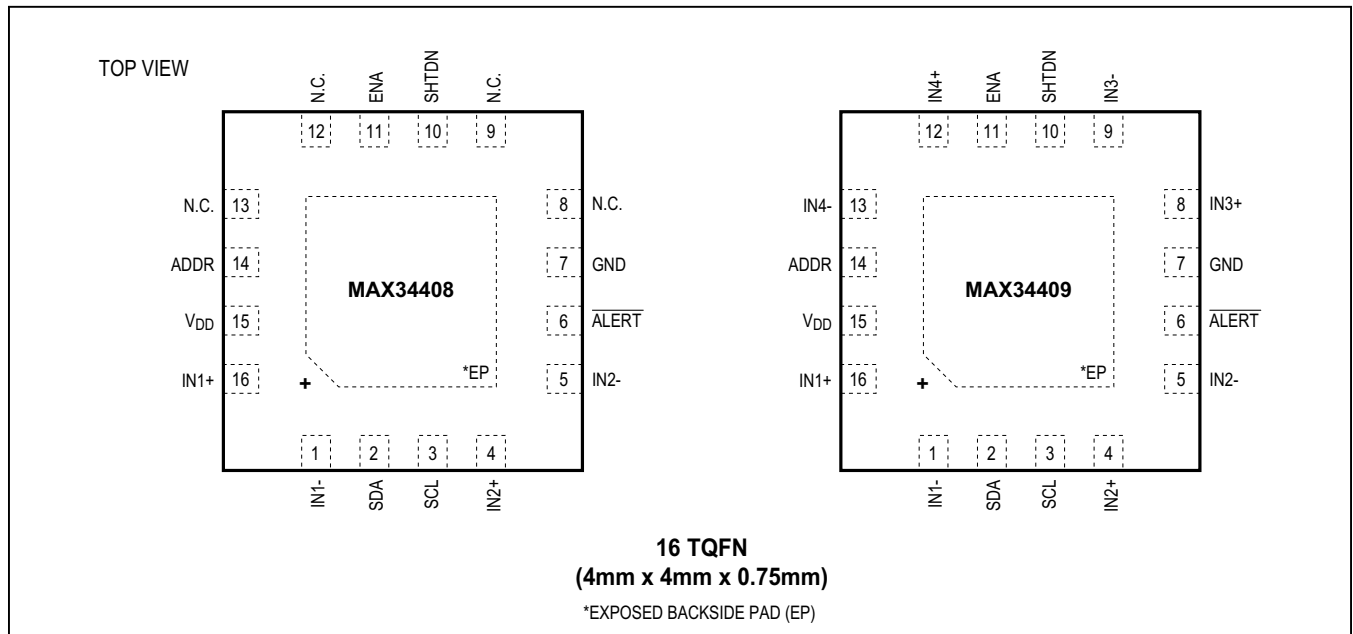 TOP VIEW
N.C. ENA SHTDN N.C.
12 11 10 9
N.C. 13
8 N.C.
ADDR 14
7 GND
MAX34408
VDD 15
6 ALERT
IN1+ 16
+
*EP
5 IN2-
1 2 3 4
IN1- SDA SCL IN2+
IN4+ ENA SHTDN IN3-
12 11 10 9
IN4- 13
8 IN3+
ADDR 14
7 GND
MAX34409
VDD 15
6 ALERT
IN1+ 16
+
*EP
5 IN2-
1 2 3 4
IN1- SDA SCL IN2+
16 TQFN
(4mm x 4mm x 0.75mm)
*EXPOSED BACKSIDE PAD (EP)